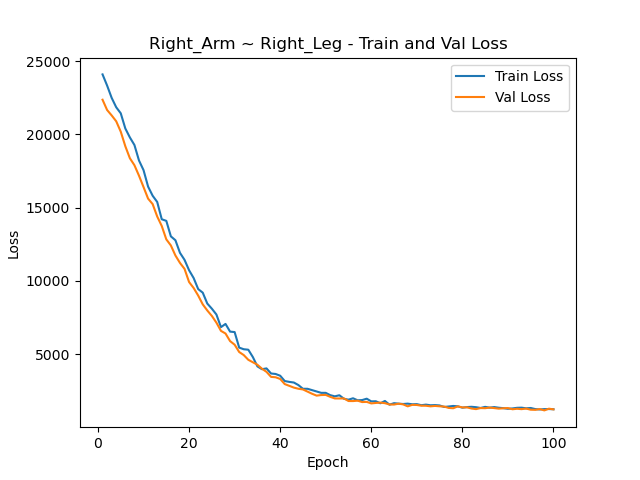 Right_Arm ~ Right_Leg - Train and Val Loss
Train Loss
Val Loss
Loss
25000
20000
15000
10000
5000
0 20 40 60 80 100
Epoch